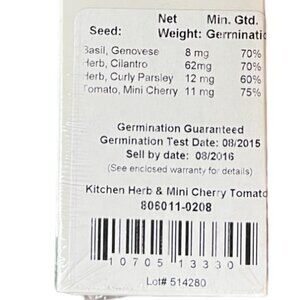 Net Min. Gtd.
Seed: Weight: Germinatic
Basil, Genovese 8 mg 70%
Herb, Cilantro 62mg 70%
Herb, Curly Parsley 12 mg 60%
Tomato, Mini Cherry 11 mg 75%
Germination Guaranteed
Germination Test Date: 08/2015
Sell by date: 08/2016
(See enclosed warranty for details)
Kitchen Herb & Mini Cherry Tomato
806011-0208
10705 13330
Lot# 514280